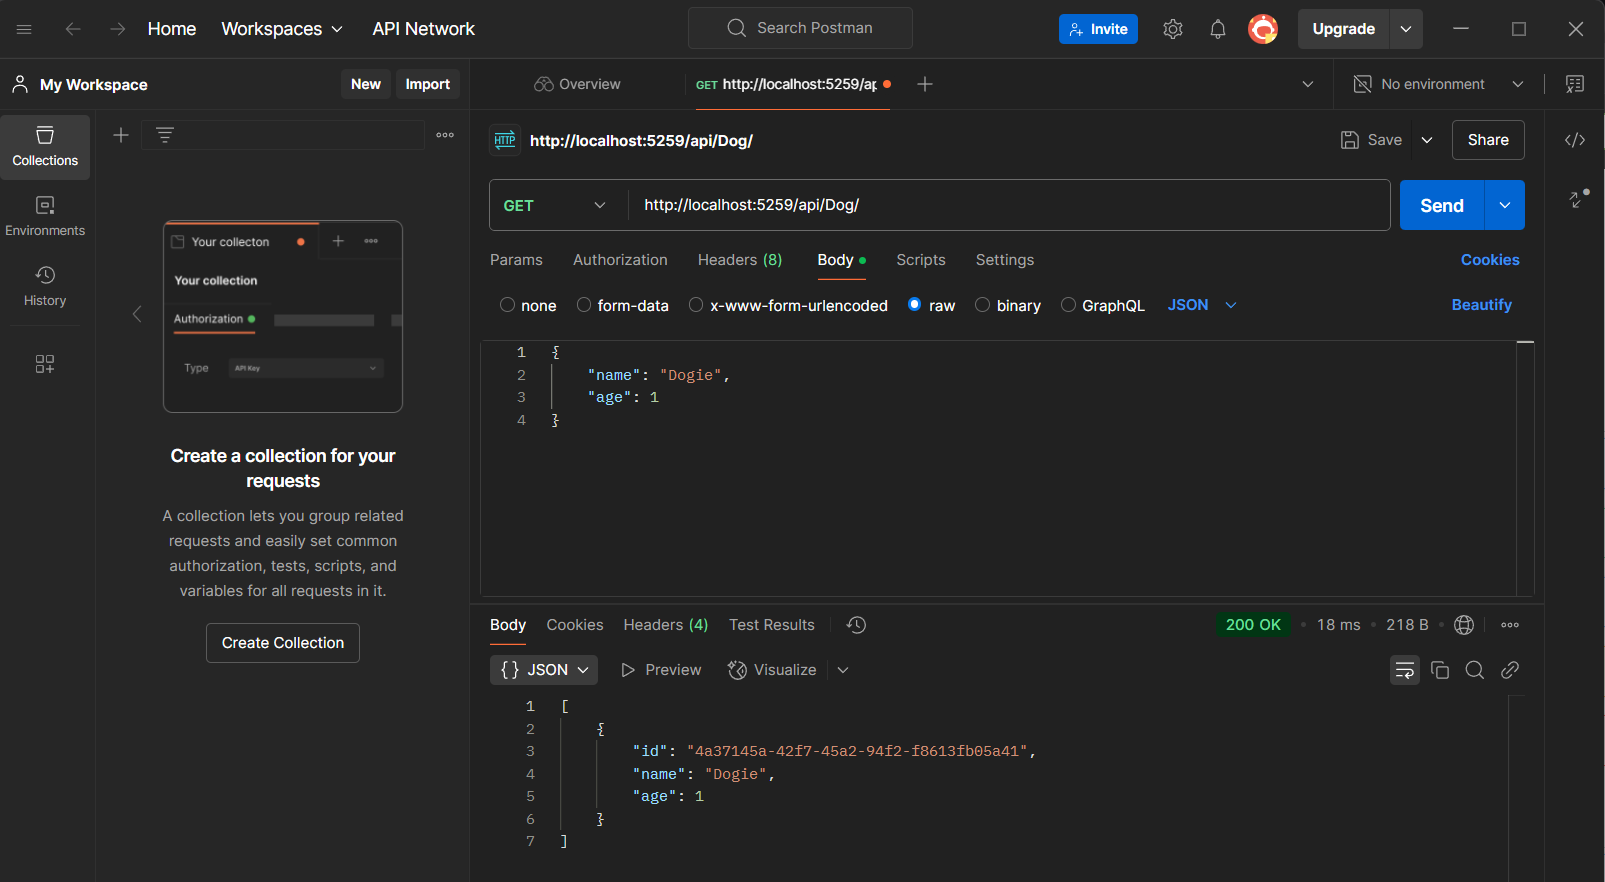 Home Workspaces API Network Search Postman Invite Upgrade
My Workspace New Import Overview GET http://localhost:5259/ap No environment
Collections
Environments
History
Your collecton
Your collection
Authorization
Type API Key
Create a collection for your
requests
A collection lets you group related
requests and easily set common
authorization, tests, scripts, and
variables for all requests in it.
Create Collection
HTTP http://localhost:5259/api/Dog/ Save Share
GET http://localhost:5259/api/Dog/ Send
Params Authorization Headers (8) Body Scripts Settings Cookies
none form-data x-www-form-urlencoded raw binary GraphQL JSON Beautify
1 {
2 "name": "Dogie",
3 "age": 1
4 }
Body Cookies Headers (4) Test Results 200 OK 18 ms 218 B
{} JSON Preview Visualize
1 [
2 {
3 "id": "4a37145a-42f7-45a2-94f2-f8613fb05a41",
4 "name": "Dogie",
5 "age": 1
6 }
7 ]